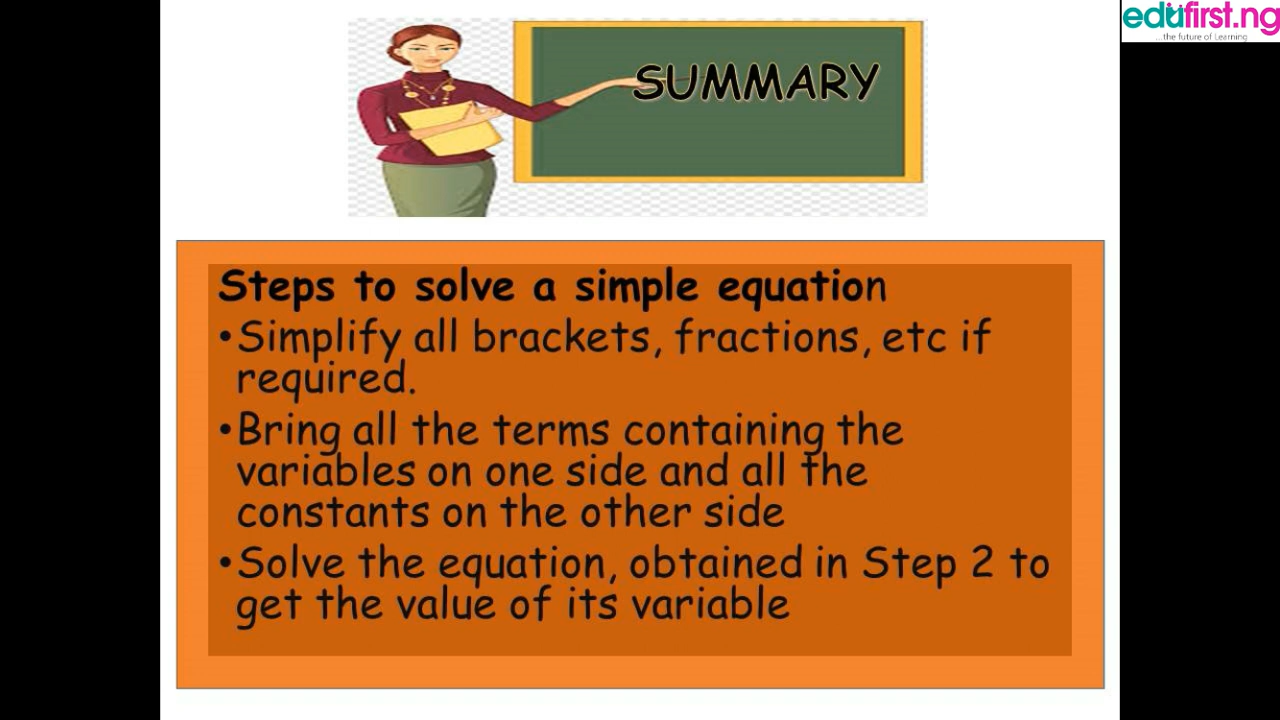 edufirst.ng
...the future of Learning
SUMMARY
Steps to solve a simple equation
•Simplify all brackets, fractions, etc if
required.
•Bring all the terms containing the
variables on one side and all the
constants on the other side
•Solve the equation, obtained in Step 2 to
get the value of its variable